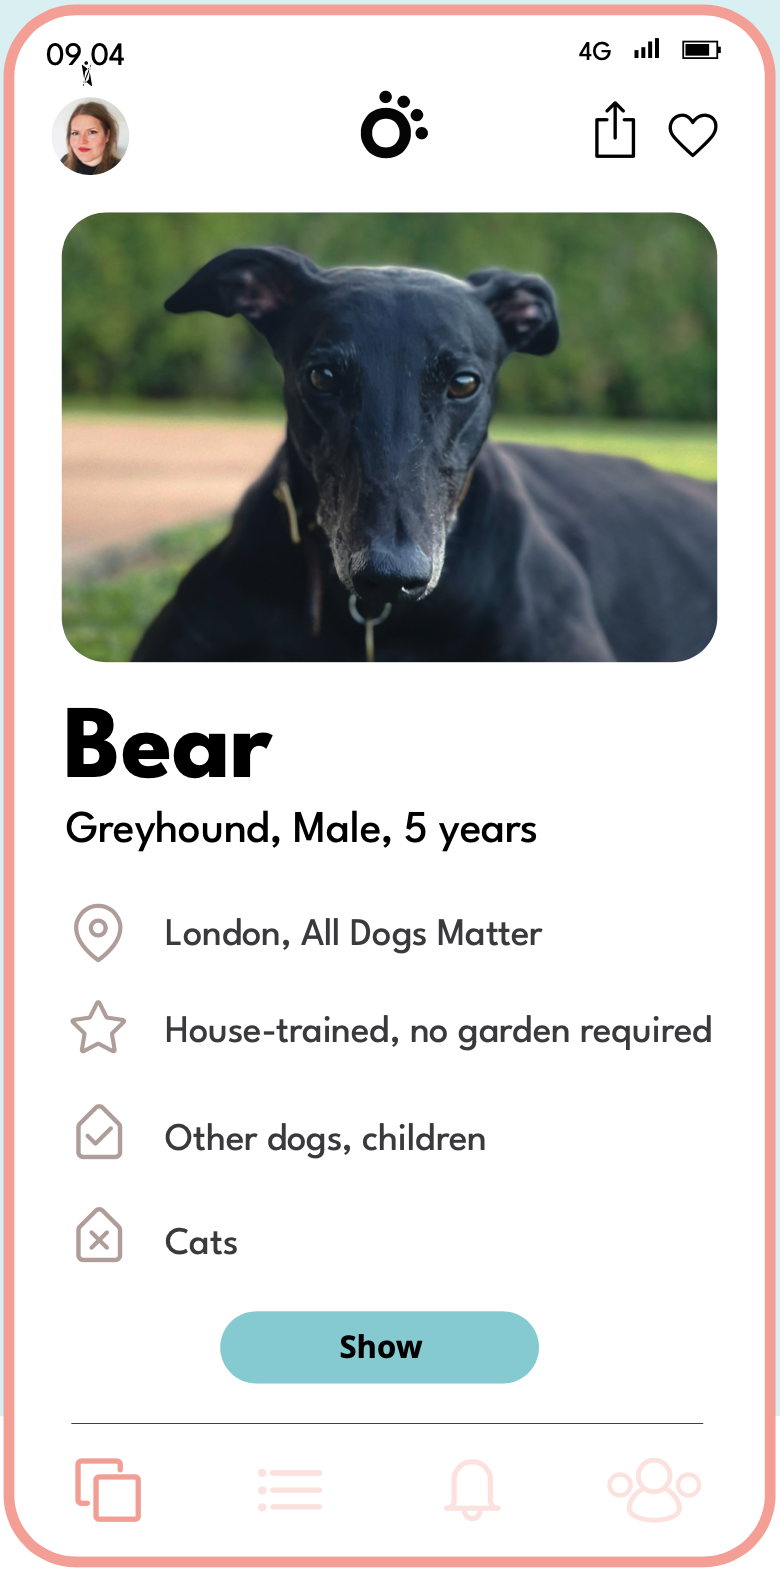 09.04
4G
Bear
Greyhound, Male, 5 years
London, All Dogs Matter
House-trained, no garden required
Other dogs, children
Cats
Show